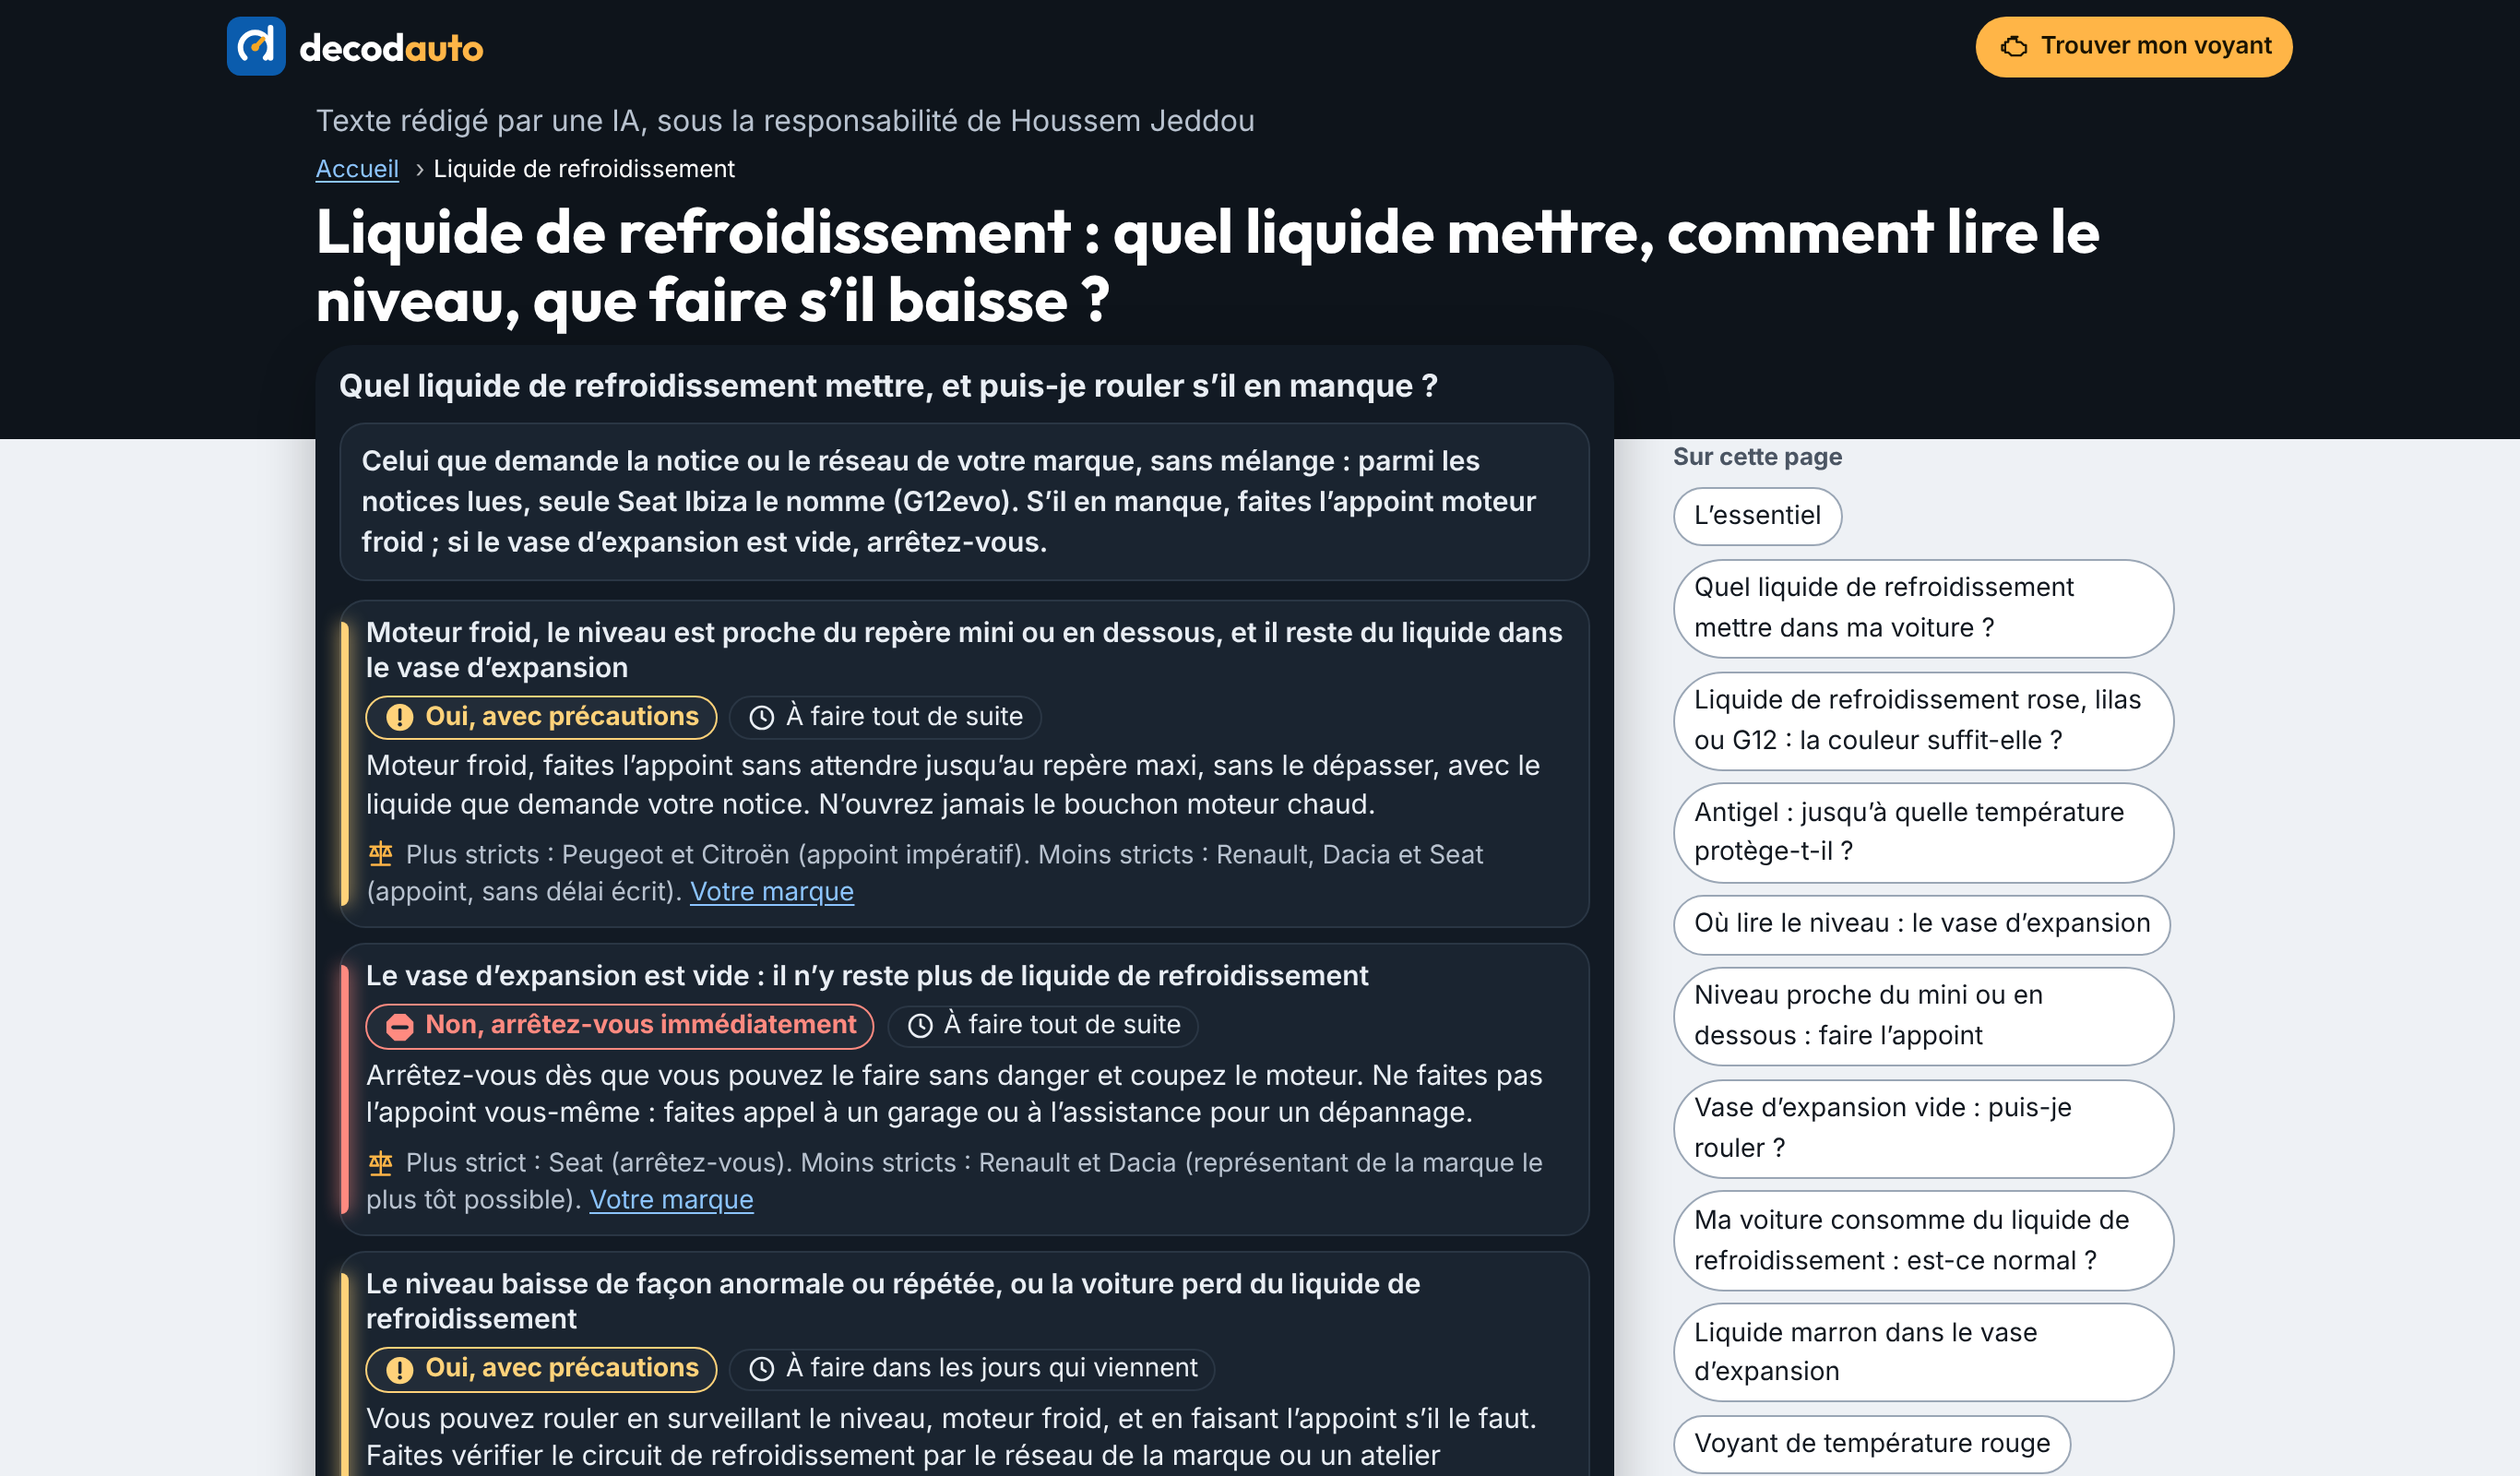 decodauto
Trouver mon voyant
Texte rédigé par une IA, sous la responsabilité de Houssem Jeddou
Accueil › Liquide de refroidissement
Liquide de refroidissement : quel liquide mettre, comment lire le
niveau, que faire s’il baisse ?
Quel liquide de refroidissement mettre, et puis-je rouler s’il en manque ?
Celui que demande la notice ou le réseau de votre marque, sans mélange : parmi les
notices lues, seule Seat Ibiza le nomme (G12evo). S’il en manque, faites l’appoint moteur
froid ; si le vase d’expansion est vide, arrêtez-vous.
Moteur froid, le niveau est proche du repère mini ou en dessous, et il reste du liquide dans
le vase d’expansion
Oui, avec précautions
À faire tout de suite
Moteur froid, faites l’appoint sans attendre jusqu’au repère maxi, sans le dépasser, avec le
liquide que demande votre notice. N’ouvrez jamais le bouchon moteur chaud.
Plus stricts : Peugeot et Citroën (appoint impératif). Moins stricts : Renault, Dacia et Seat
(appoint, sans délai écrit). Votre marque
Le vase d’expansion est vide : il n’y reste plus de liquide de refroidissement
Non, arrêtez-vous immédiatement
À faire tout de suite
Arrêtez-vous dès que vous pouvez le faire sans danger et coupez le moteur. Ne faites pas
l’appoint vous-même : faites appel à un garage ou à l’assistance pour un dépannage.
Plus strict : Seat (arrêtez-vous). Moins stricts : Renault et Dacia (représentant de la marque le
plus tôt possible). Votre marque
Le niveau baisse de façon anormale ou répétée, ou la voiture perd du liquide de
refroidissement
Oui, avec précautions
À faire dans les jours qui viennent
Vous pouvez rouler en surveillant le niveau, moteur froid, et en faisant l’appoint s’il le faut.
Faites vérifier le circuit de refroidissement par le réseau de la marque ou un atelier
Sur cette page
L’essentiel
Quel liquide de refroidissement
mettre dans ma voiture ?
Liquide de refroidissement rose, lilas
ou G12 : la couleur suffit-elle ?
Antigel : jusqu’à quelle température
protège-t-il ?
Où lire le niveau : le vase d’expansion
Niveau proche du mini ou en
dessous : faire l’appoint
Vase d’expansion vide : puis-je
rouler ?
Ma voiture consomme du liquide de
refroidissement : est-ce normal ?
Liquide marron dans le vase
d’expansion
Voyant de température rouge